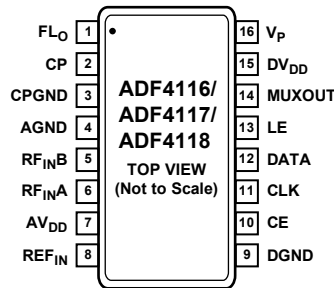 FLO 1
CP 2
CPGND 3
AGND 4
RFINB 5
RFINA 6
AVDD 7
REFIN 8
ADF4116/
ADF4117/
ADF4118
TOP VIEW
(Not to Scale)
16 VP
15 DVDD
14 MUXOUT
13 LE
12 DATA
11 CLK
10 CE
9 DGND